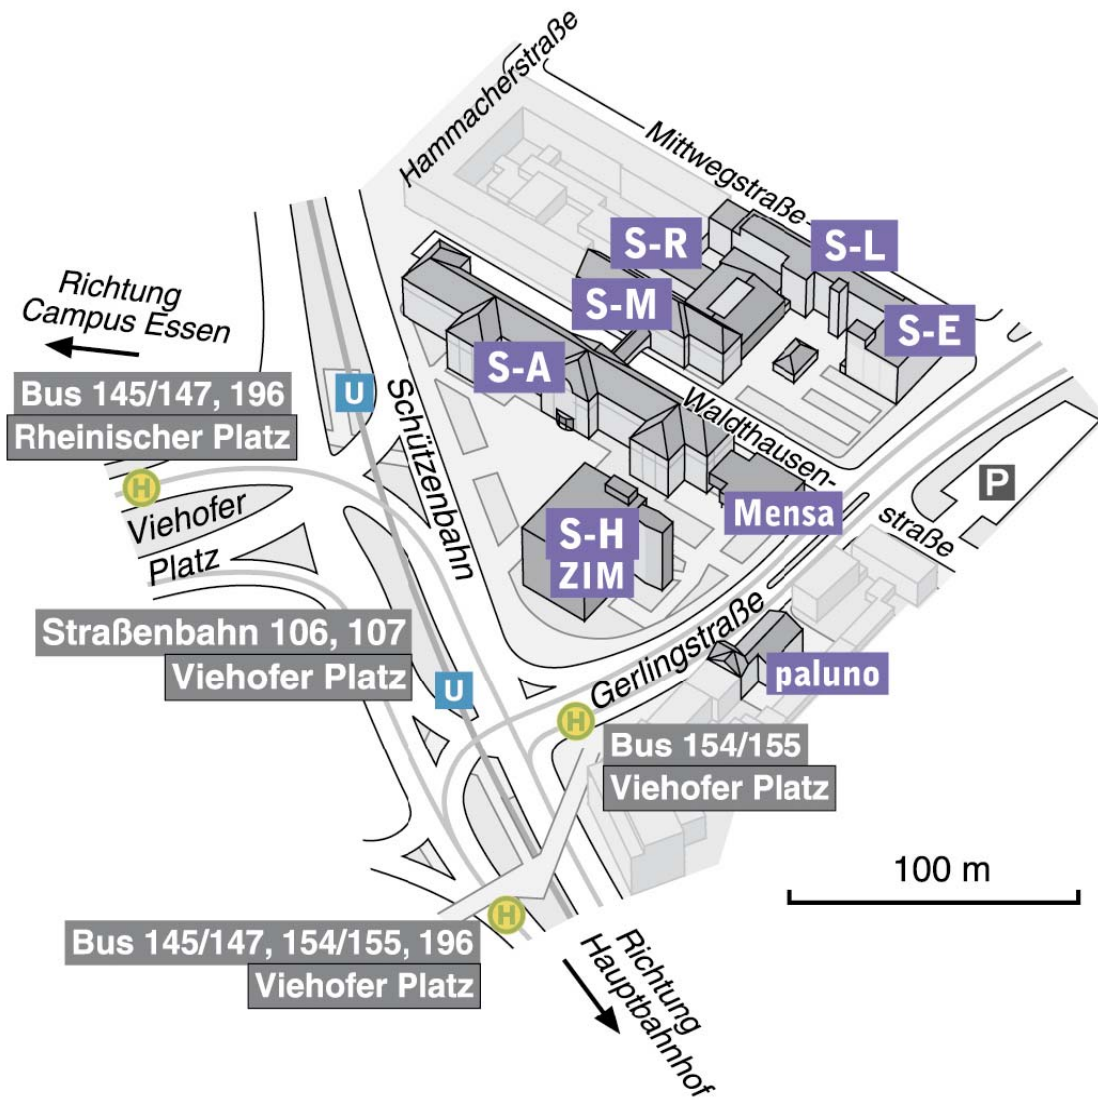 Hammacherstraße
Mittwegstraße
S-R
S-L
S-M
S-E
S-A
Richtung
Campus Essen
Bus 145/147, 196
Rheinischer Platz
U
H
Schützenbahn
Waldthausen-
straße
P
Viehofer
Platz
Mensa
S-H
ZIM
Straßenbahn 106, 107
Viehofer Platz
U
Gerlingstraße
paluno
H
Bus 154/155
Viehofer Platz
100 m
H
Bus 145/147, 154/155, 196
Viehofer Platz
Richtung
Hauptbahnhof